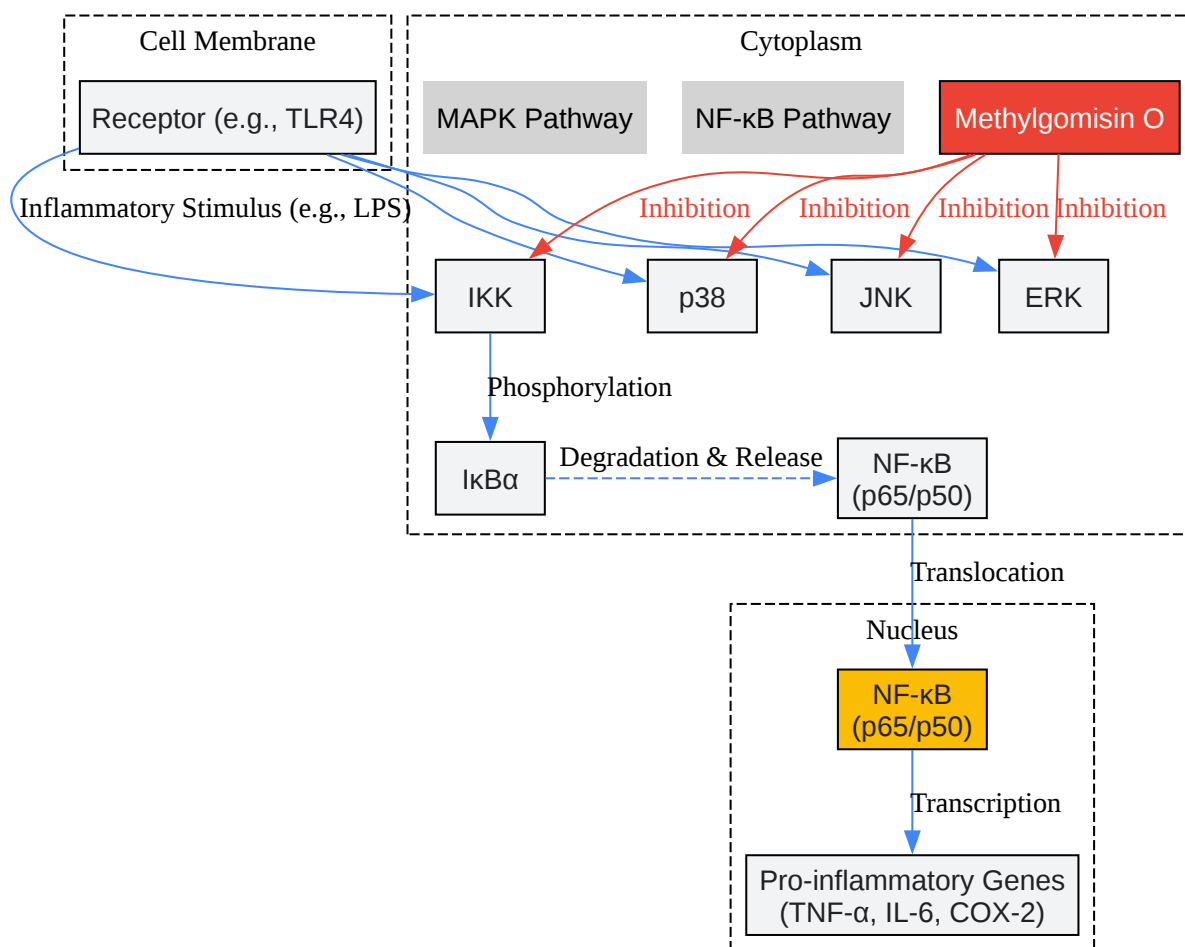 Cell Membrane
Cytoplasm
Receptor (e.g., TLR4)
MAPK Pathway
NF-κB Pathway
Methylgomisin O
Inflammatory Stimulus (e.g., LPS)
Inhibition
Inhibition
Inhibition
Inhibition
IKK
p38
JNK
ERK
Phosphorylation
IκBα
Degradation & Release
NF-κB
(p65/p50)
Translocation
Nucleus
NF-κB
(p65/p50)
Transcription
Pro-inflammatory Genes
(TNF-α, IL-6, COX-2)